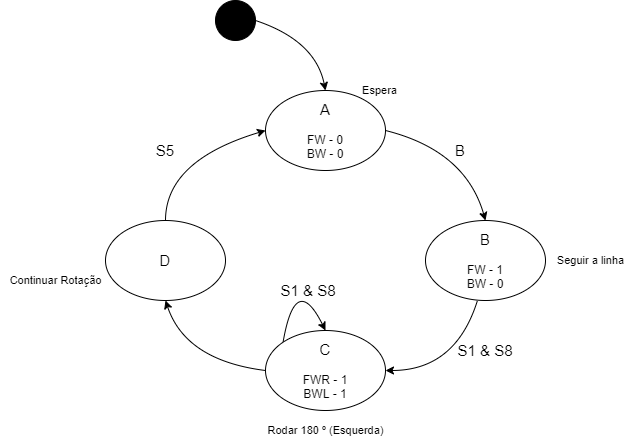 Espera
A
FW - 0
BW - 0
S5
B
B
FW - 1
BW - 0
Seguir a linha
D
Continuar Rotação
S1 & S8
S1 & S8
C
FWR - 1
BWL - 1
Rodar 180 º (Esquerda)